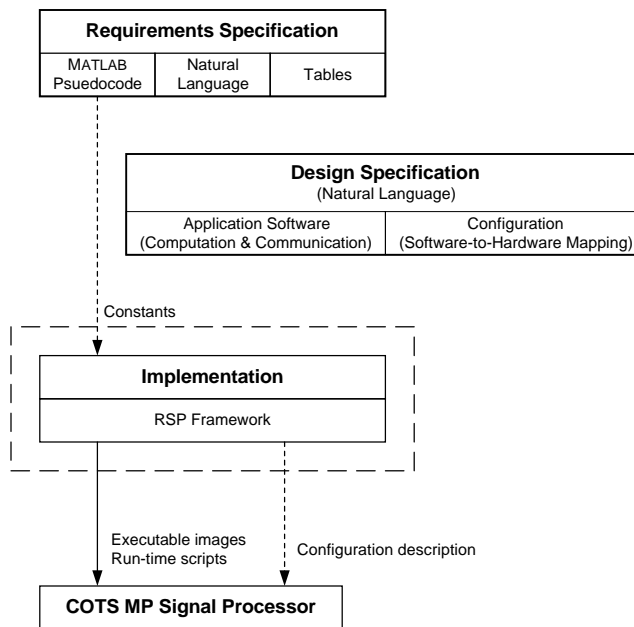 Requirements Specification
MATLAB Psuedocode
Natural Language
Tables
Design Specification
(Natural Language)
Application Software
(Computation & Communication)
Configuration
(Software-to-Hardware Mapping)
Constants
Implementation
RSP Framework
Executable images
Run-time scripts
Configuration description
COTS MP Signal Processor